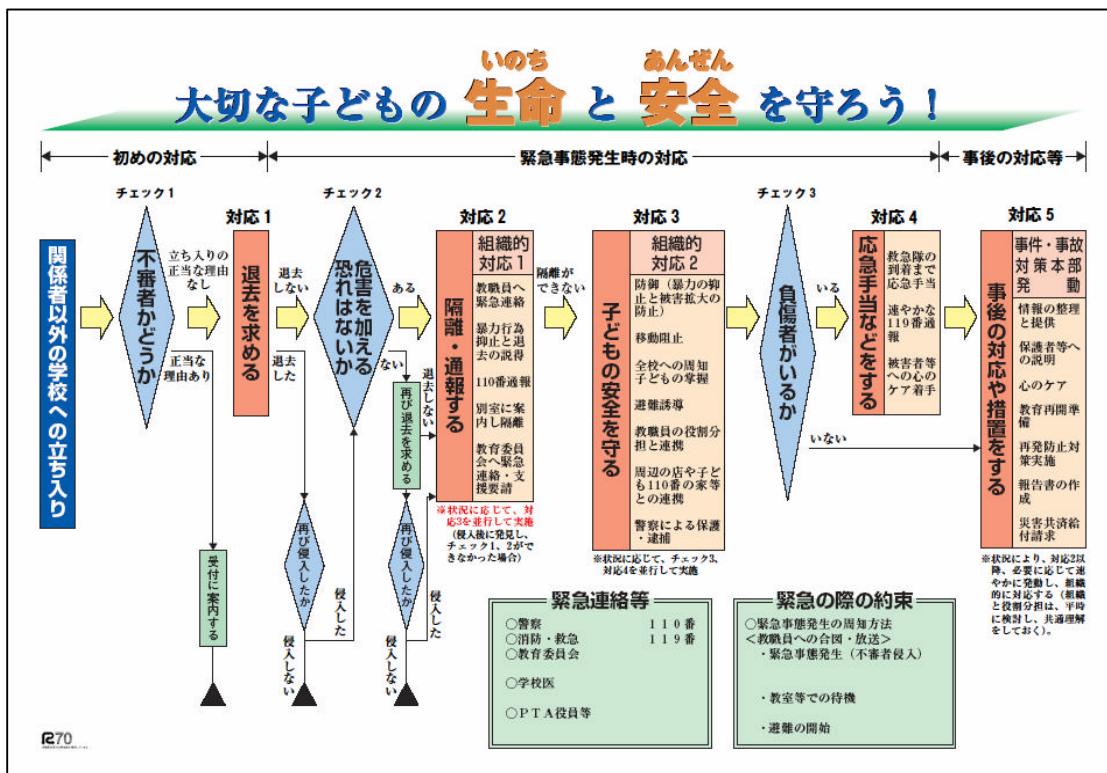 いのち
あんぜん
大切な子どもの 生命 と 安全 を守ろう！
初めの対応
緊急事態発生時の対応
事後の対応等
関係者以外の学校への立ち入り
チェック1
不審者かどうか
立ち入りの
正当な理由
なし
正当な
理由あり
受付に案内する
対応1
退去を求める
退去
しない
退去
した
チェック2
危害を加える
恐れはないか
ある
ない
再び侵入したか
侵入した
侵入しない
再び退去を求める
退去しない
再び侵入したか
侵入した
侵入しない
対応2
隔離・通報する
組織的
対応1
教職員へ
緊急連絡
暴力行為
抑止と退
去の説得
110番通報
別室に案
内し隔離
教育委員
会へ緊急
連絡・支
援要請
※状況に応じて、対
応3を並行して実施
（侵入後に発見し、
チェック1、2がで
きなかった場合）
隔離が
できない
対応3
子どもの安全を守る
組織的
対応2
防御（暴力の抑
止と被害拡大の
防止）
移動阻止
全校への周知
子どもの掌握
避難誘導
教職員の役割分
担と連携
周辺の店や子ど
も110番の家等
との連携
警察による保護
・逮捕
※状況に応じて、チェック3、
対応4を並行して実施
チェック3
負傷者がいるか
いる
いない
対応4
応急手当などをする
救急隊の
到着まで
応急手当
速やかな
119番通
報
被害者等
への心の
ケア着手
対応5
事後の対応や措置をする
事件・事故
対策本部
発動
情報の整理
と提供
保護者等へ
の説明
心のケア
教育再開準
備
再発防止対
策実施
報告書の作
成
災害共済給
付請求
※状況により、対応2以
降、必要に応じて速
やかに発動し、組織
的に対応する（組織
と役割分担は、平時
に検討し、共通理解
をしておく）。
緊急連絡等
○警察 110番
○消防・救急 119番
○教育委員会
○学校医
○PTA役員等
緊急の際の約束
○緊急事態発生の周知方法
＜教職員への合図・放送＞
・緊急事態発生（不審者侵入）
・教室等での待機
・避難の開始
R70